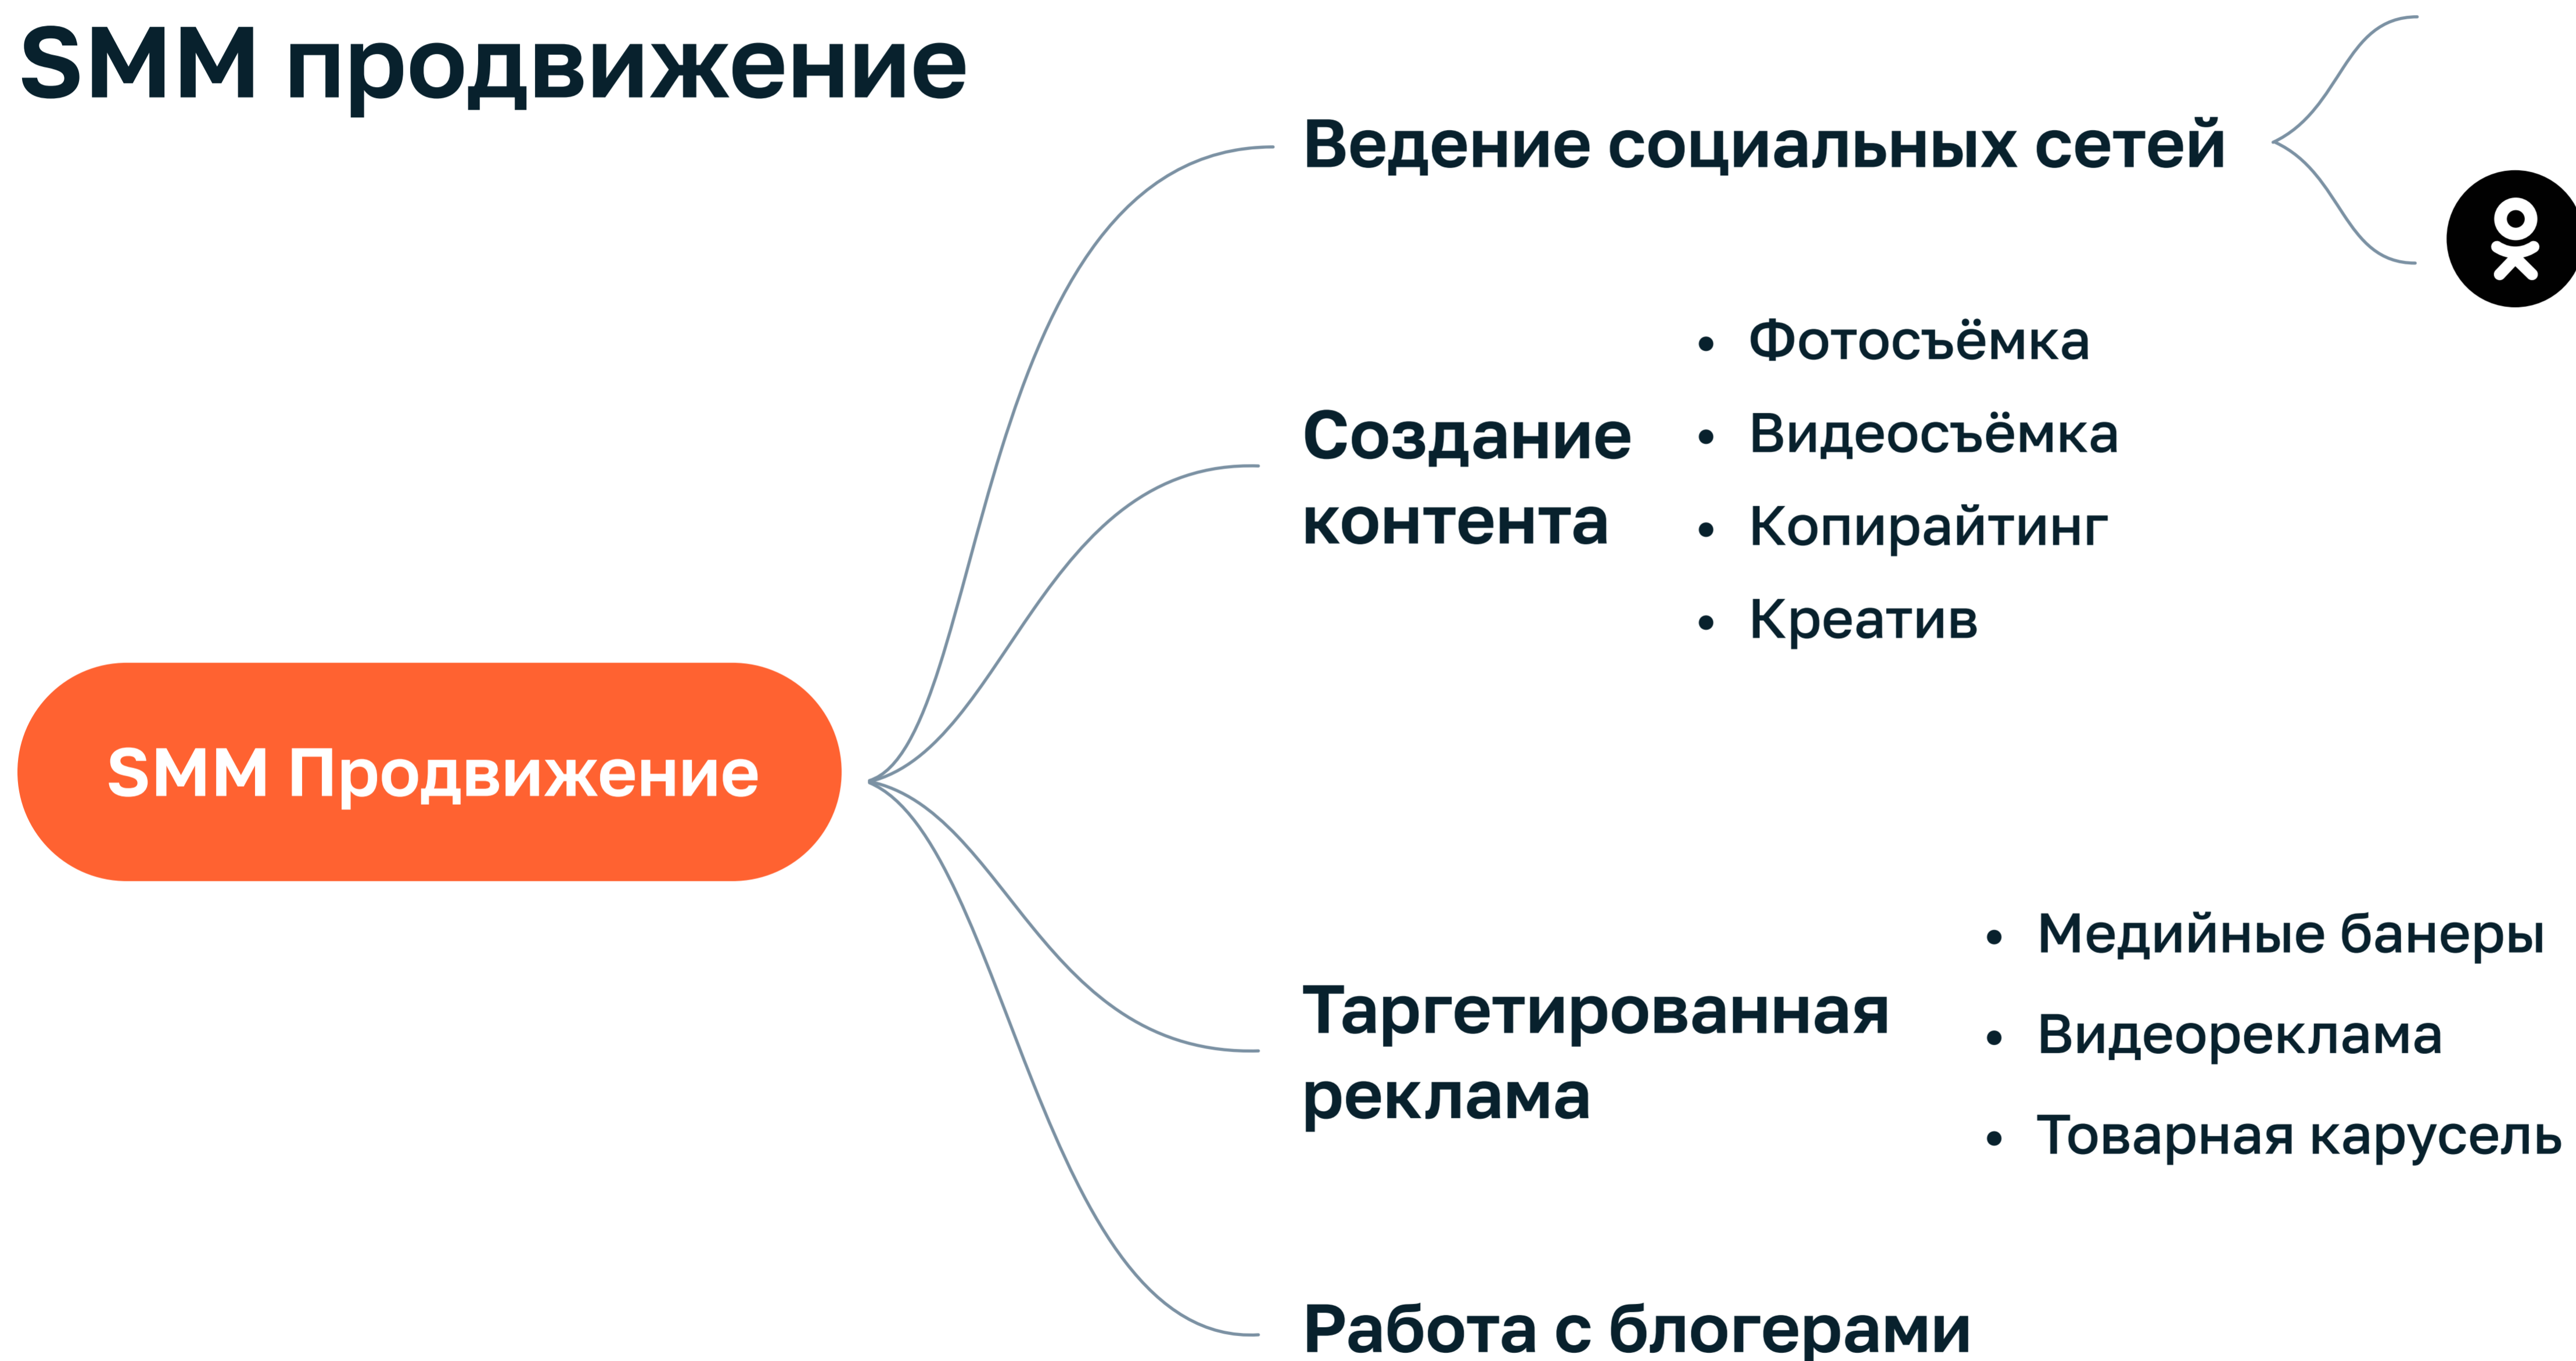 SMM продвижение
Ведение социальных сетей
Создание
контента
• Фотосъёмка
• Видеосъёмка
• Копирайтинг
• Креатив
SMM Продвижение
Таргетированная
реклама
• Медийные банеры
• Видеореклама
• Товарная карусель
Работа с блогерами